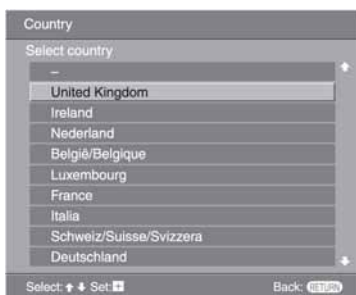 Country
Select country
–
United Kingdom
Ireland
Nederland
België/Belgique
Luxembourg
France
Italia
Schweiz/Suisse/Svizzera
Deutschland
Select: Set: Back: RETURN